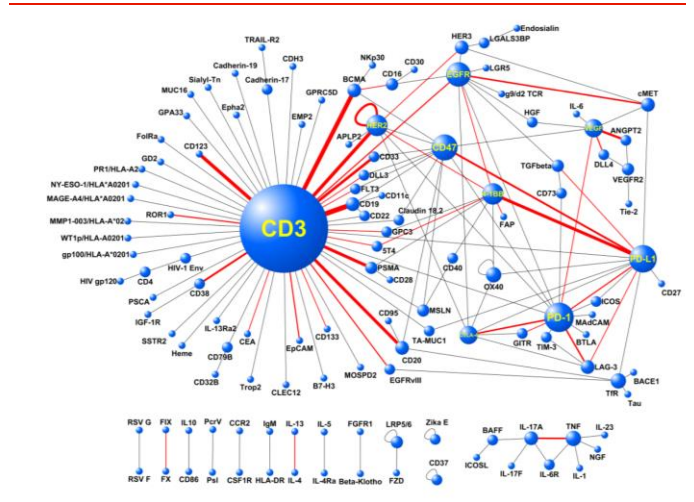 Endosialin
HER3
LGALS3BP
TRAIL-R2
NKp30
CD30
Cadherin-19
CDH3
BCMA
CD16
EGFR
LGR5
Sialyl-Tn
Cadherin-17
cMET
MUC16
GPRC5D
IL-6
GPA33
Epha2
EMP2
HER2
HGF
ANGPT2
FolRa
CD123
APLP2
CD47
DLL4
GD2
CD33
TGFbeta
VEGFR2
PR1/HLA-A2
DLL3
NY-ESO-1/HLA*A0201
FLT3
CD11c
CD73
MAGE-A4/HLA*A0201
CD19
Tie-2
ROR1
CD3
CD22
Claudin 18.2
FAP
MMP1-003/HLA-A*02
GPC3
WT1p/HLA-A0201
5T4
gp100/HLA-A*0201
PSMA
CD40
PD-L1
HIV-1 Env
OX40
HIV gp120
CD4
CD28
CD27
CD38
PSCA
MSLN
ICOS
IGF-1R
IL-13Ra2
CD95
PD-1
MAdCAM
SSTR2
CEA
CD133
TA-MUC1
GITR
BTLA
Heme
CD79B
EpCAM
CD20
TIM-3
LAG-3
CD32B
Trop2
CLEC12
B7-H3
MOSPD2
EGFRvIII
TfR
BACE1
Tau
RSV G
FIX
IL10
PcrV
CCR2
IgM
IL-13
IL-5
FGFR1
LRP5/6
Zika E
BAFF
IL-17A
TNF
IL-23
RSV F
FX
CD86
Psl
CSF1R
HLA-DR
IL-4
IL-4Ra
Beta-Klotho
FZD
CD37
ICOSL
IL-17F
IL-6R
IL-1
NGF